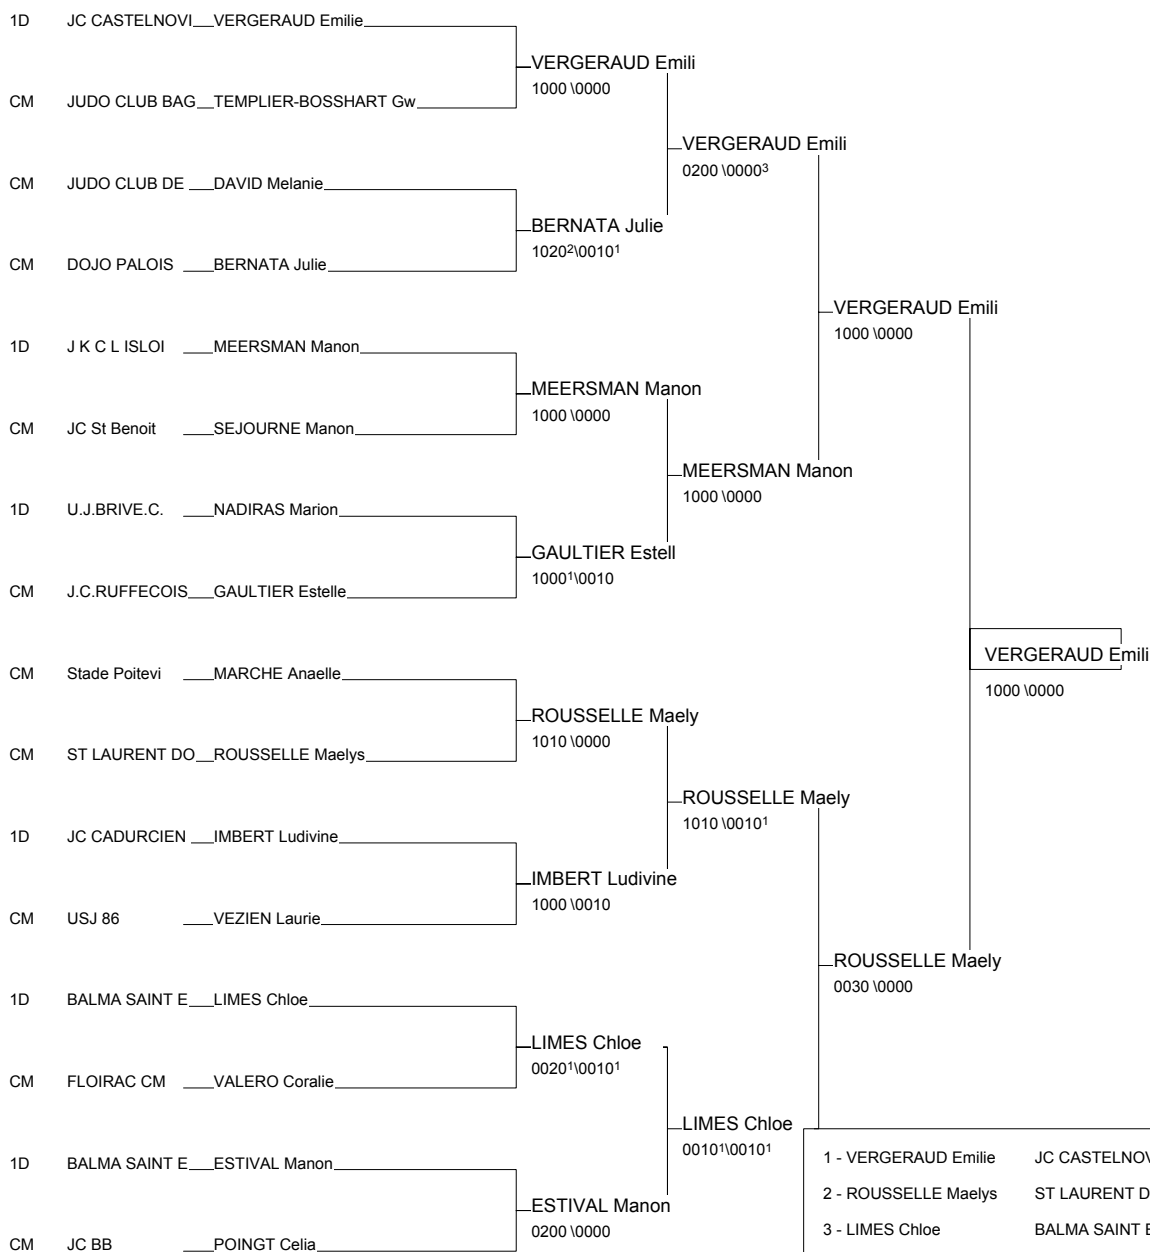 1D JC CASTELNOVI VERGERAUD Emilie
VERGERAUD Emili
1000 \0000
CM JUDO CLUB BAG TEMPLIER-BOSSHART Gw
VERGERAUD Emili
0200 \0000³
CM JUDO CLUB DE DAVID Melanie
BERNATA Julie
1020²\0010¹
CM DOJO PALOIS BERNATA Julie
VERGERAUD Emili
1000 \0000
1D J K C L ISLOI MEERSMAN Manon
MEERSMAN Manon
1000 \0000
CM JC St Benoit SEJOURNE Manon
MEERSMAN Manon
1000 \0000
1D U.J.BRIVE.C. NADIRAS Marion
GAULTIER Estell
1000¹\0010
CM J.C.RUFFECOIS GAULTIER Estelle
VERGERAUD Emili
1000 \0000
CM Stade Poitevi MARCHE Anaelle
ROUSSELLE Maely
1010 \0000
CM ST LAURENT DO ROUSSELLE Maelys
ROUSSELLE Maely
1010 \0010¹
1D JC CADURCIEN IMBERT Ludivine
IMBERT Ludivine
1000 \0010
CM USJ 86 VEZIEN Laurie
ROUSSELLE Maely
0030 \0000
1D BALMA SAINT E LIMES Chloe
LIMES Chloe
0020¹\0010¹
CM FLOIRAC CM VALERO Coralie
LIMES Chloe
0010¹\0010¹
1D BALMA SAINT E ESTIVAL Manon
ESTIVAL Manon
0200 \0000
CM JC BB POINGT Celia
1 - VERGERAUD Emilie JC CASTELNOV
2 - ROUSSELLE Maelys ST LAURENT D
3 - LIMES Chloe BALMA SAINT E